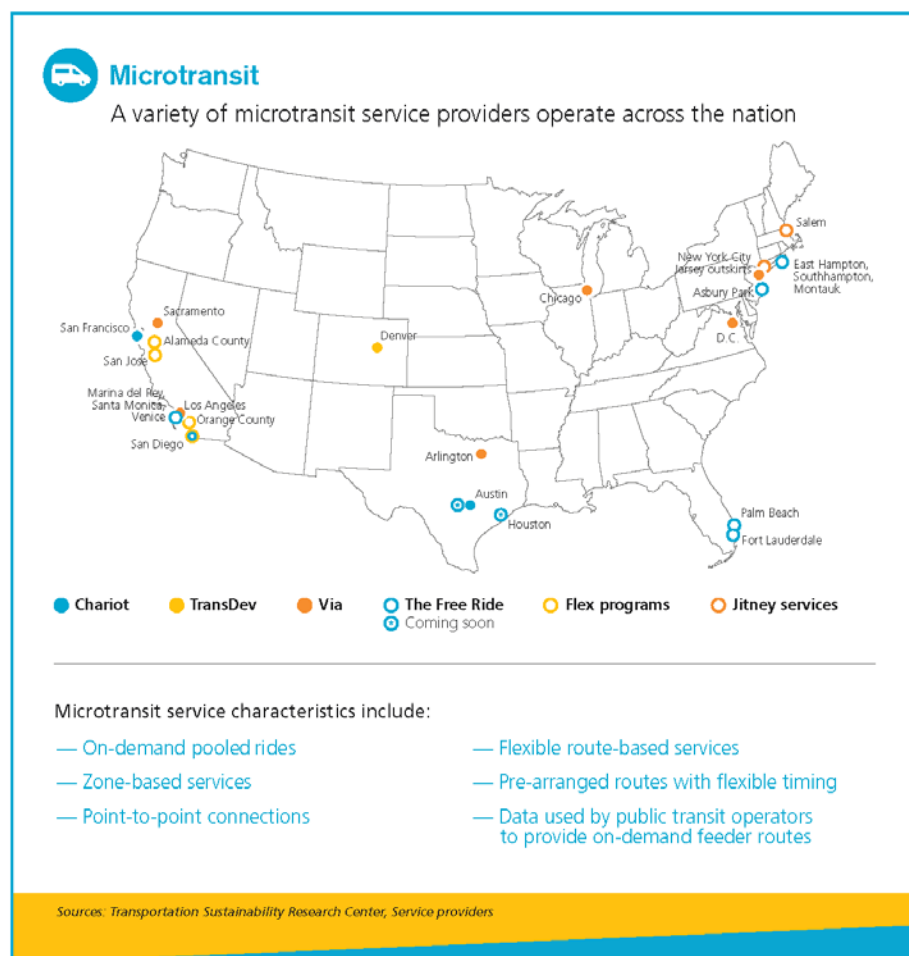 Microtransit
A variety of microtransit service providers operate across the nation
Salem
New York City
Jersey outskirts
East Hampton,
Southhampton,
Montauk
Asbury Park
Chicago
D.C.
Sacramento
San Francisco
Alameda County
San Jose
Denver
Marina del Rey,
Santa Monica,
Venice
Los Angeles
Orange County
San Diego
Arlington
Austin
Houston
Palm Beach
Fort Lauderdale
Chariot
TransDev
Via
The Free Ride
Coming soon
Flex programs
Jitney services
Microtransit service characteristics include:
— On-demand pooled rides
— Zone-based services
— Point-to-point connections
— Flexible route-based services
— Pre-arranged routes with flexible timing
— Data used by public transit operators
to provide on-demand feeder routes
Sources: Transportation Sustainability Research Center, Service providers